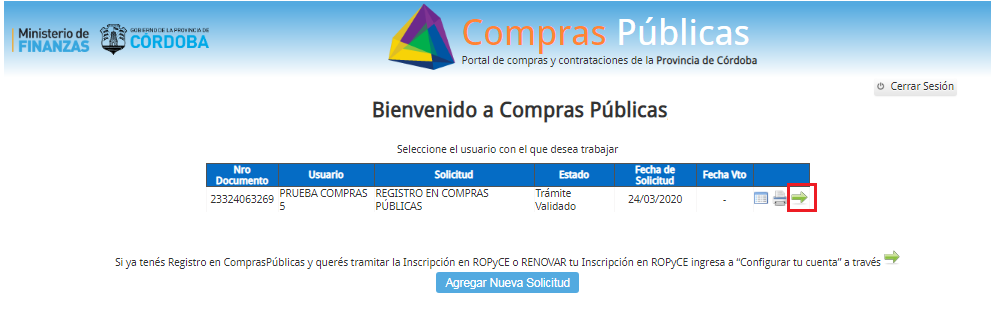 Ministerio de
FINANZAS
GOBIERNO DE LA PROVINCIA DE
CÓRDOBA
Compras Públicas
Portal de compras y contrataciones de la Provincia de Córdoba
Cerrar Sesión
Bienvenido a Compras Públicas
Seleccione el usuario con el que desea trabajar
Nro Documento Usuario Solicitud Estado Fecha de Solicitud Fecha Vto
23324063269 PRUEBA COMPRAS 5 REGISTRO EN COMPRAS PÚBLICAS Trámite Validado 24/03/2020 -
Si ya tenés Registro en ComprasPúblicas y querés tramitar la Inscripción en ROPyCE o RENOVAR tu Inscripción en ROPyCE ingresa a “Configurar tu cuenta” a través
Agregar Nueva Solicitud